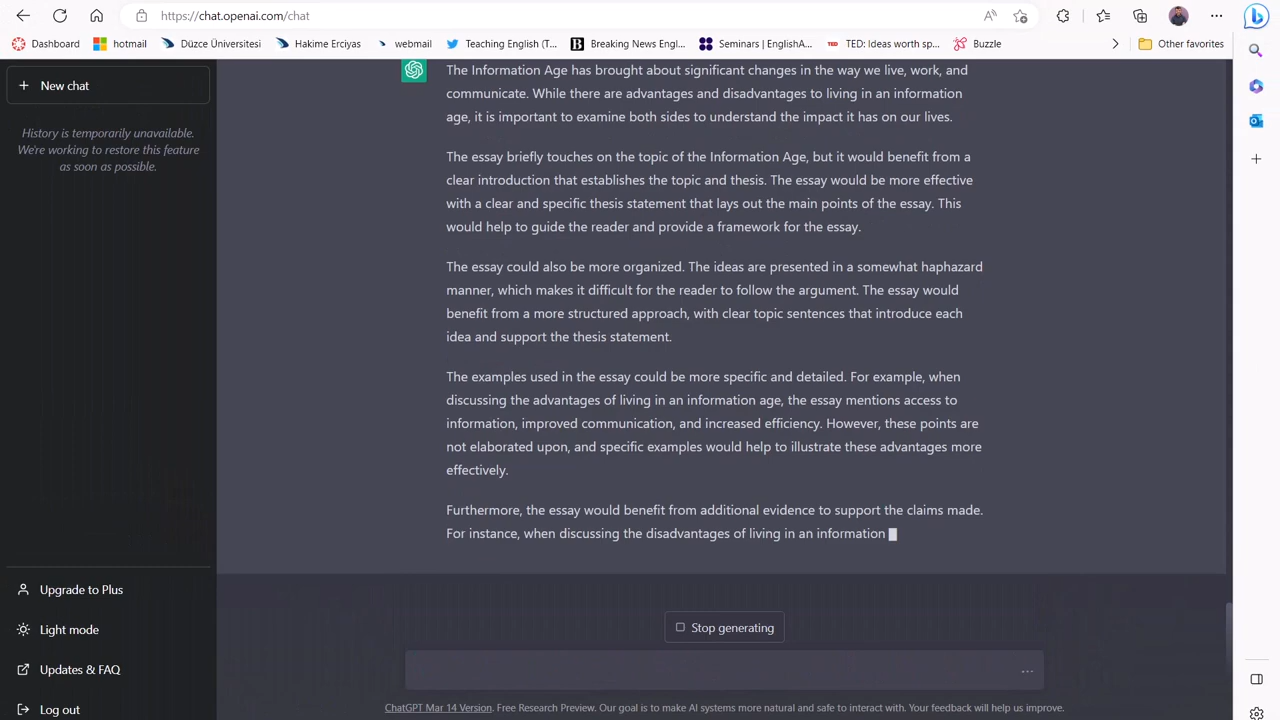 https://chat.openai.com/chat
Dashboard
hotmail
Düzce Üniversitesi
Hakime Erciyas
webmail
Teaching English (T...
Breaking News Engl...
Seminars | EnglishA...
TED: Ideas worth sp...
Buzzle
Other favorites
New chat
History is temporarily unavailable.
We're working to restore this feature
as soon as possible.
The Information Age has brought about significant changes in the way we live, work, and
communicate. While there are advantages and disadvantages to living in an information
age, it is important to examine both sides to understand the impact it has on our lives.
The essay briefly touches on the topic of the Information Age, but it would benefit from a
clear introduction that establishes the topic and thesis. The essay would be more effective
with a clear and specific thesis statement that lays out the main points of the essay. This
would help to guide the reader and provide a framework for the essay.
The essay could also be more organized. The ideas are presented in a somewhat haphazard
manner, which makes it difficult for the reader to follow the argument. The essay would
benefit from a more structured approach, with clear topic sentences that introduce each
idea and support the thesis statement.
The examples used in the essay could be more specific and detailed. For example, when
discussing the advantages of living in an information age, the essay mentions access to
information, improved communication, and increased efficiency. However, these points are
not elaborated upon, and specific examples would help to illustrate these advantages more
effectively.
Furthermore, the essay would benefit from additional evidence to support the claims made.
For instance, when discussing the disadvantages of living in an information
Upgrade to Plus
Light mode
Updates & FAQ
Log out
Stop generating
ChatGPT Mar 14 Version. Free Research Preview. Our goal is to make AI systems more natural and safe to interact with. Your feedback will help us improve.